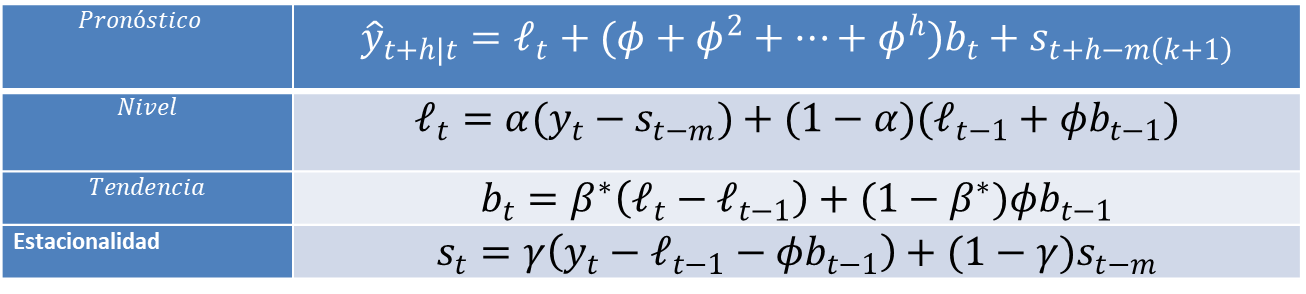 Pronóstico
ŷ_{t+h|t} = ℓ_t + (ϕ + ϕ^2 + ⋯ + ϕ^h)b_t + s_{t+h−m(k+1)}
Nivel
ℓ_t = α(y_t − s_{t−m}) + (1 − α)(ℓ_{t−1} + ϕb_{t−1})
Tendencia
b_t = β^*(ℓ_t − ℓ_{t−1}) + (1 − β^*)ϕb_{t−1}
Estacionalidad
s_t = γ(y_t − ℓ_{t−1} − ϕb_{t−1}) + (1 − γ)s_{t−m}